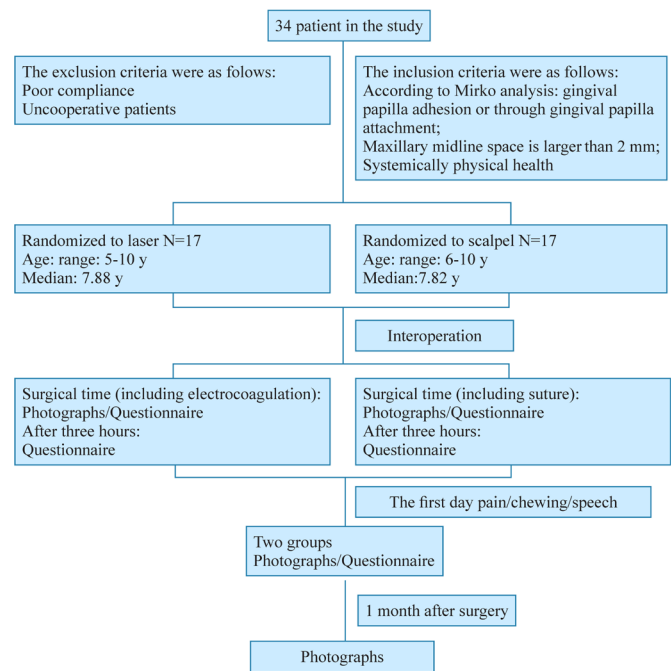 34 patient in the study
The exclusion criteria were as folows:
Poor compliance
Uncooperative patients
The inclusion criteria were as follows:
According to Mirko analysis: gingival
papilla adhesion or through gingival papilla
attachment;
Maxillary midline space is larger than 2 mm;
Systemically physical health
Randomized to laser N=17
Age: range: 5-10 y
Median: 7.88 y
Randomized to scalpel N=17
Age: range: 6-10 y
Median:7.82 y
Interoperation
Surgical time (including electrocoagulation):
Photographs/Questionnaire
After three hours:
Questionnaire
Surgical time (including suture):
Photographs/Questionnaire
After three hours:
Questionnaire
The first day pain/chewing/speech
Two groups
Photographs/Questionnaire
1 month after surgery
Photographs